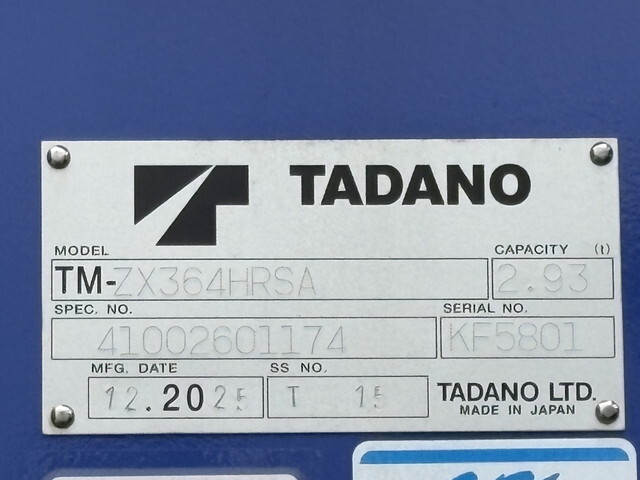 TADANO
MODEL
CAPACITY (t)
TM-ZX364HRSA
2.93
SPEC. NO.
SERIAL NO.
41002601174
KF5801
MFG. DATE
SS NO.
12.2025
T 15
TADANO LTD.
MADE IN JAPAN